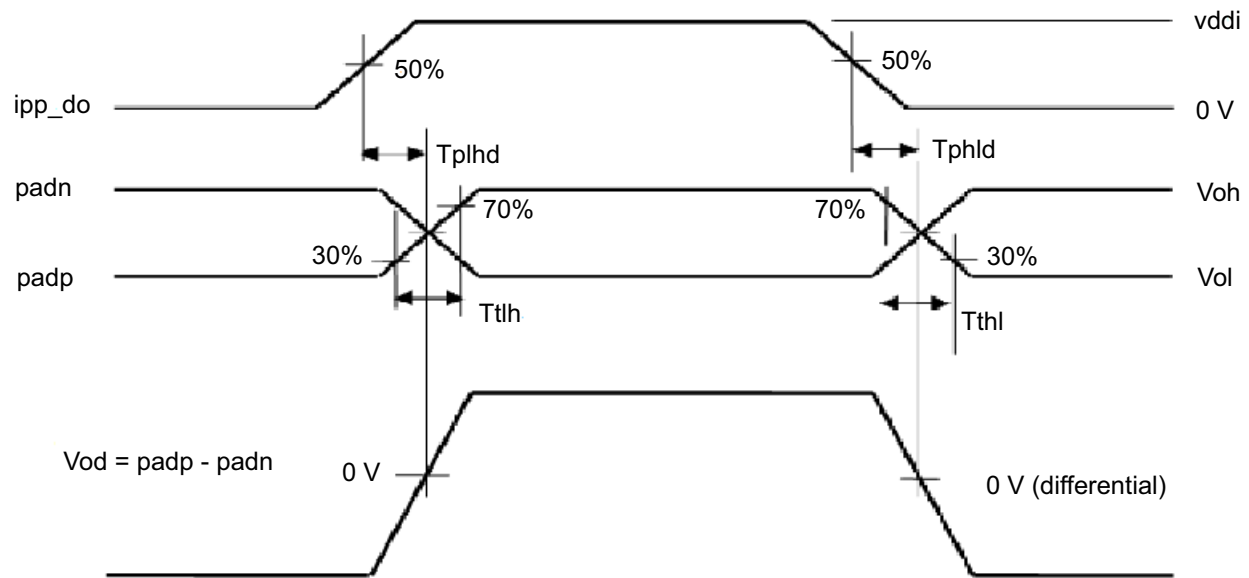 vddi
50%
50%
ipp_do
0 V
Tplhd
Tphld
padn
Voh
70%
70%
30%
30%
padp
Vol
Ttlh
Tthl
Vod = padp - padn
0 V
0 V (differential)